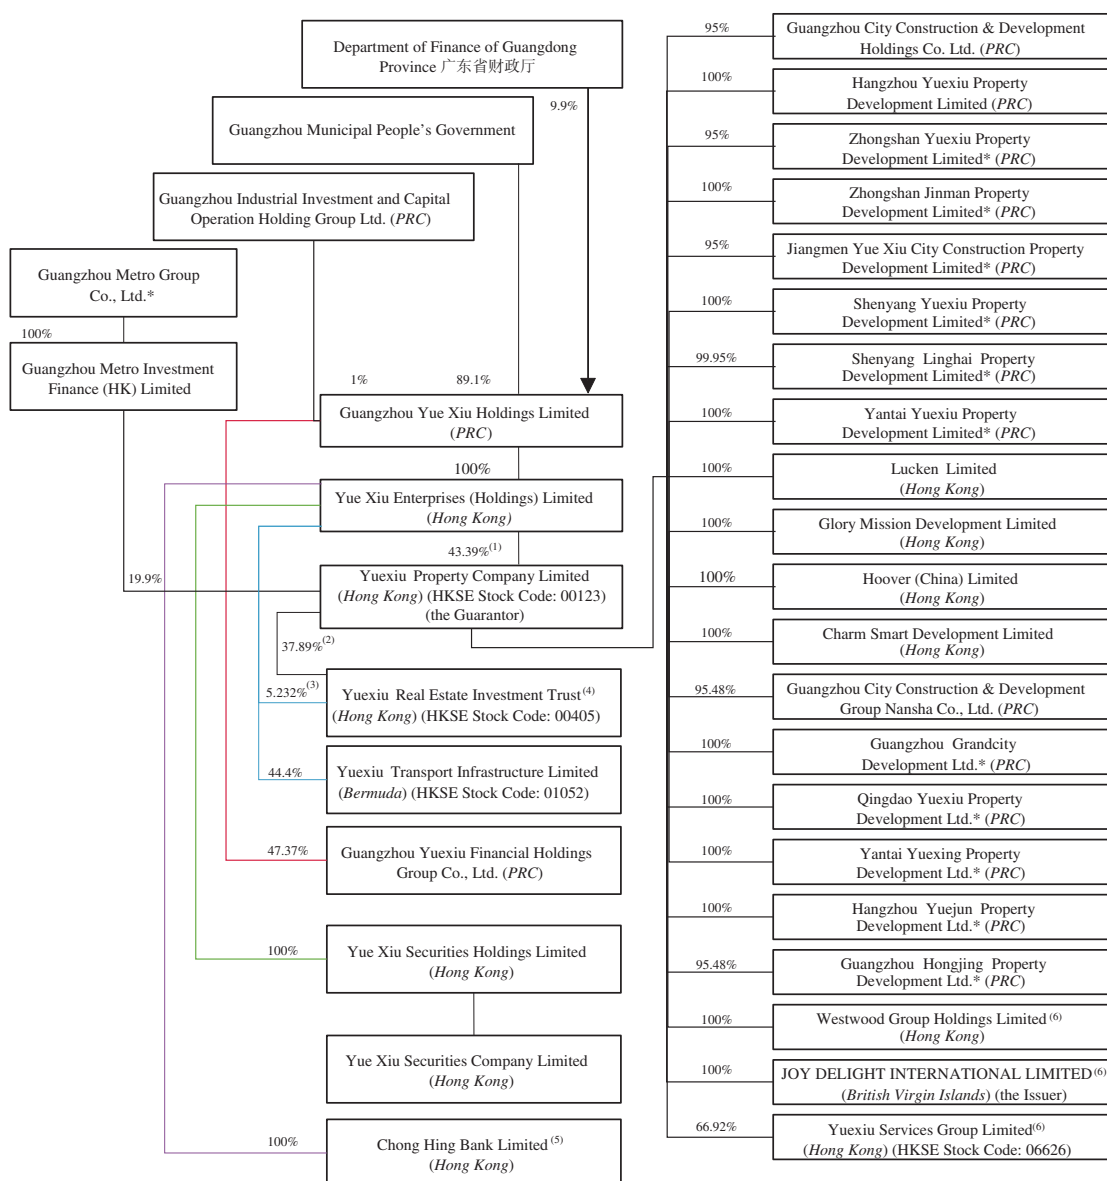 Department of Finance of Guangdong
Province 广东省财政厅
9.9%
Guangzhou Municipal People's Government
Guangzhou Industrial Investment and Capital
Operation Holding Group Ltd. (PRC)
Guangzhou Metro Group
Co., Ltd.*
100%
Guangzhou Metro Investment
Finance (HK) Limited
1%
89.1%
Guangzhou Yue Xiu Holdings Limited
(PRC)
100%
Yue Xiu Enterprises (Holdings) Limited
(Hong Kong)
43.39%(1)
19.9%
Yuexiu Property Company Limited
(Hong Kong) (HKSE Stock Code: 00123)
(the Guarantor)
37.89%(2)
5.232%(3)
Yuexiu Real Estate Investment Trust(4)
(Hong Kong) (HKSE Stock Code: 00405)
44.4%
Yuexiu Transport Infrastructure Limited
(Bermuda) (HKSE Stock Code: 01052)
47.37%
Guangzhou Yuexiu Financial Holdings
Group Co., Ltd. (PRC)
100%
Yue Xiu Securities Holdings Limited
(Hong Kong)
Yue Xiu Securities Company Limited
(Hong Kong)
100%
Chong Hing Bank Limited (5)
(Hong Kong)
95%
Guangzhou City Construction & Development
Holdings Co. Ltd. (PRC)
100%
Hangzhou Yuexiu Property
Development Limited (PRC)
95%
Zhongshan Yuexiu Property
Development Limited* (PRC)
100%
Zhongshan Jinman Property
Development Limited* (PRC)
95%
Jiangmen Yue Xiu City Construction Property
Development Limited* (PRC)
100%
Shenyang Yuexiu Property
Development Limited* (PRC)
99.95%
Shenyang Linghai Property
Development Limited* (PRC)
100%
Yantai Yuexiu Property
Development Limited* (PRC)
100%
Lucken Limited
(Hong Kong)
100%
Glory Mission Development Limited
(Hong Kong)
100%
Hoover (China) Limited
(Hong Kong)
100%
Charm Smart Development Limited
(Hong Kong)
95.48%
Guangzhou City Construction & Development
Group Nansha Co., Ltd. (PRC)
100%
Guangzhou Grandcity
Development Ltd.* (PRC)
100%
Qingdao Yuexiu Property
Development Ltd.* (PRC)
100%
Yantai Yuexing Property
Development Ltd.* (PRC)
100%
Hangzhou Yuejun Property
Development Ltd.* (PRC)
95.48%
Guangzhou Hongjing Property
Development Ltd.* (PRC)
100%
Westwood Group Holdings Limited (6)
(Hong Kong)
100%
JOY DELIGHT INTERNATIONAL LIMITED(6)
(British Virgin Islands) (the Issuer)
66.92%
Yuexiu Services Group Limited(6)
(Hong Kong) (HKSE Stock Code: 06626)